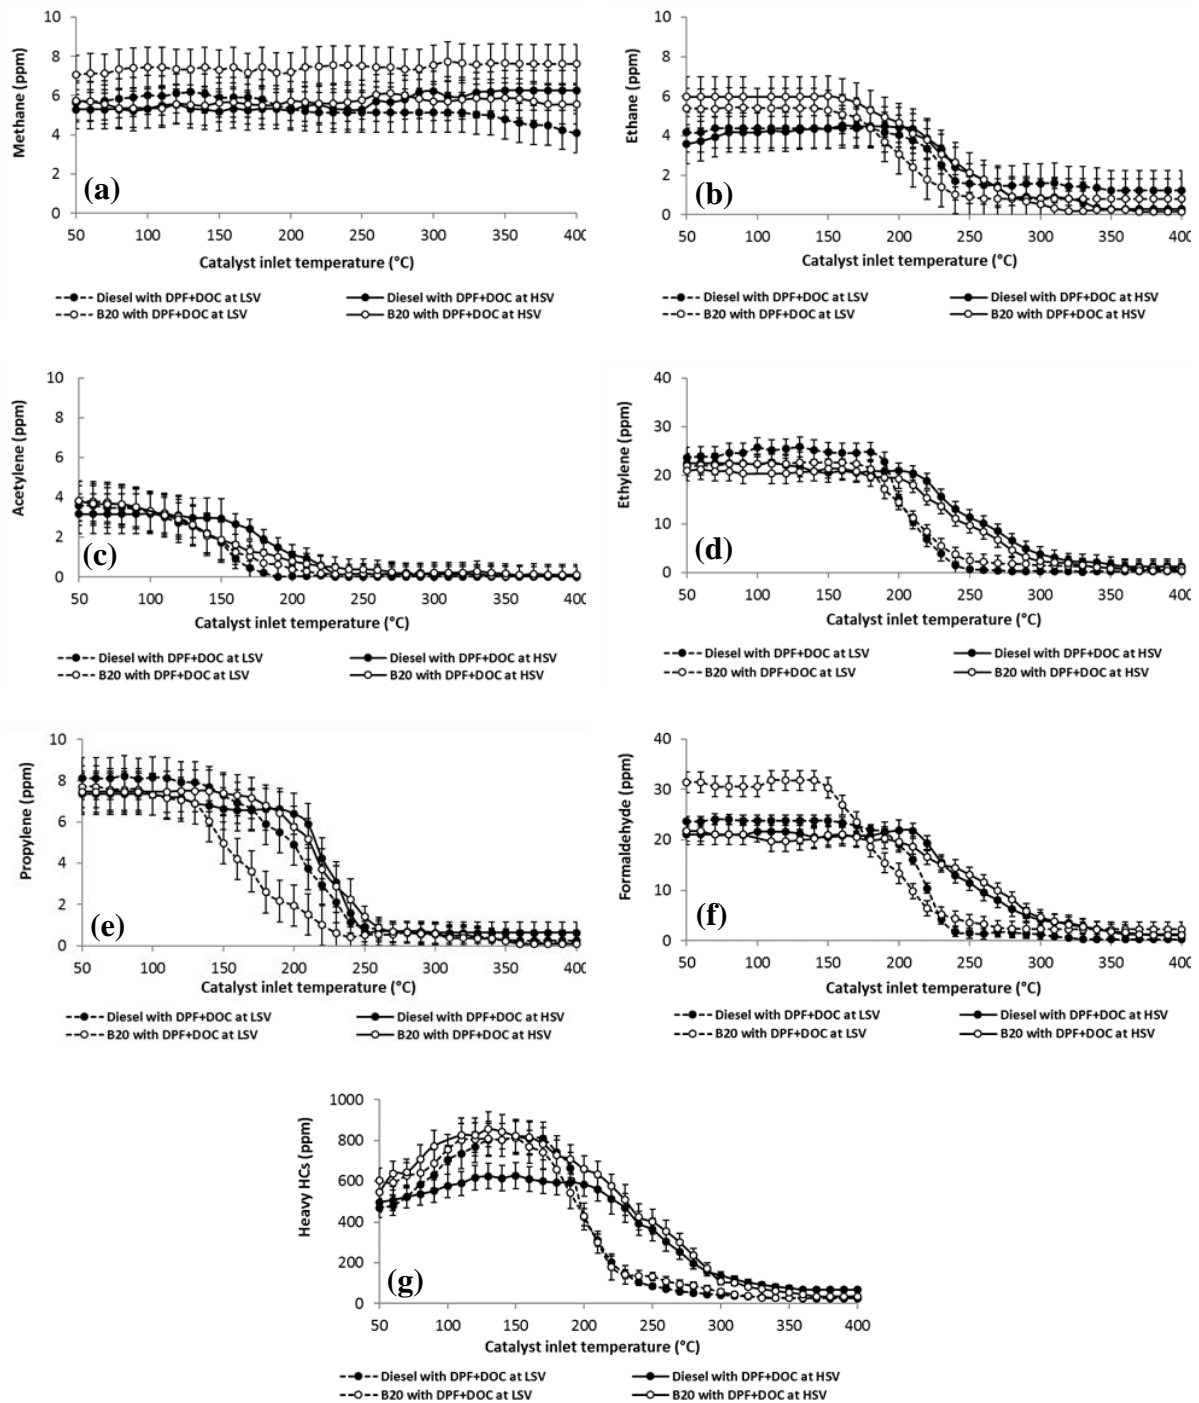 10
8
6
4
2
0
Methane (ppm)
(a)
50 100 150 200 250 300 350 400
Catalyst inlet temperature (°C)
Diesel with DPF+DOC at LSV Diesel with DPF+DOC at HSV
B20 with DPF+DOC at LSV B20 with DPF+DOC at HSV
10
8
6
4
2
0
Ethane (ppm)
(b)
50 100 150 200 250 300 350 400
Catalyst inlet temperature (°C)
Diesel with DPF+DOC at LSV Diesel with DPF+DOC at HSV
B20 with DPF+DOC at LSV B20 with DPF+DOC at HSV
10
8
6
4
2
0
Acetylene (ppm)
(c)
50 100 150 200 250 300 350 400
Catalyst inlet temperature (°C)
Diesel with DPF+DOC at LSV Diesel with DPF+DOC at HSV
B20 with DPF+DOC at LSV B20 with DPF+DOC at HSV
40
30
20
10
0
Ethylene (ppm)
(d)
50 100 150 200 250 300 350 400
Catalyst inlet temperature (°C)
Diesel with DPF+DOC at LSV Diesel with DPF+DOC at HSV
B20 with DPF+DOC at LSV B20 with DPF+DOC at HSV
10
8
6
4
2
0
Propylene (ppm)
(e)
50 100 150 200 250 300 350 400
Catalyst inlet temperature (°C)
Diesel with DPF+DOC at LSV Diesel with DPF+DOC at HSV
B20 with DPF+DOC at LSV B20 with DPF+DOC at HSV
40
30
20
10
0
Formaldehyde (ppm)
(f)
50 100 150 200 250 300 350 400
Catalyst inlet temperature (°C)
Diesel with DPF+DOC at LSV Diesel with DPF+DOC at HSV
B20 with DPF+DOC at LSV B20 with DPF+DOC at HSV
1000
800
600
400
200
0
Heavy HCs (ppm)
(g)
50 100 150 200 250 300 350 400
Catalyst inlet temperature (°C)
Diesel with DPF+DOC at LSV Diesel with DPF+DOC at HSV
B20 with DPF+DOC at LSV B20 with DPF+DOC at HSV